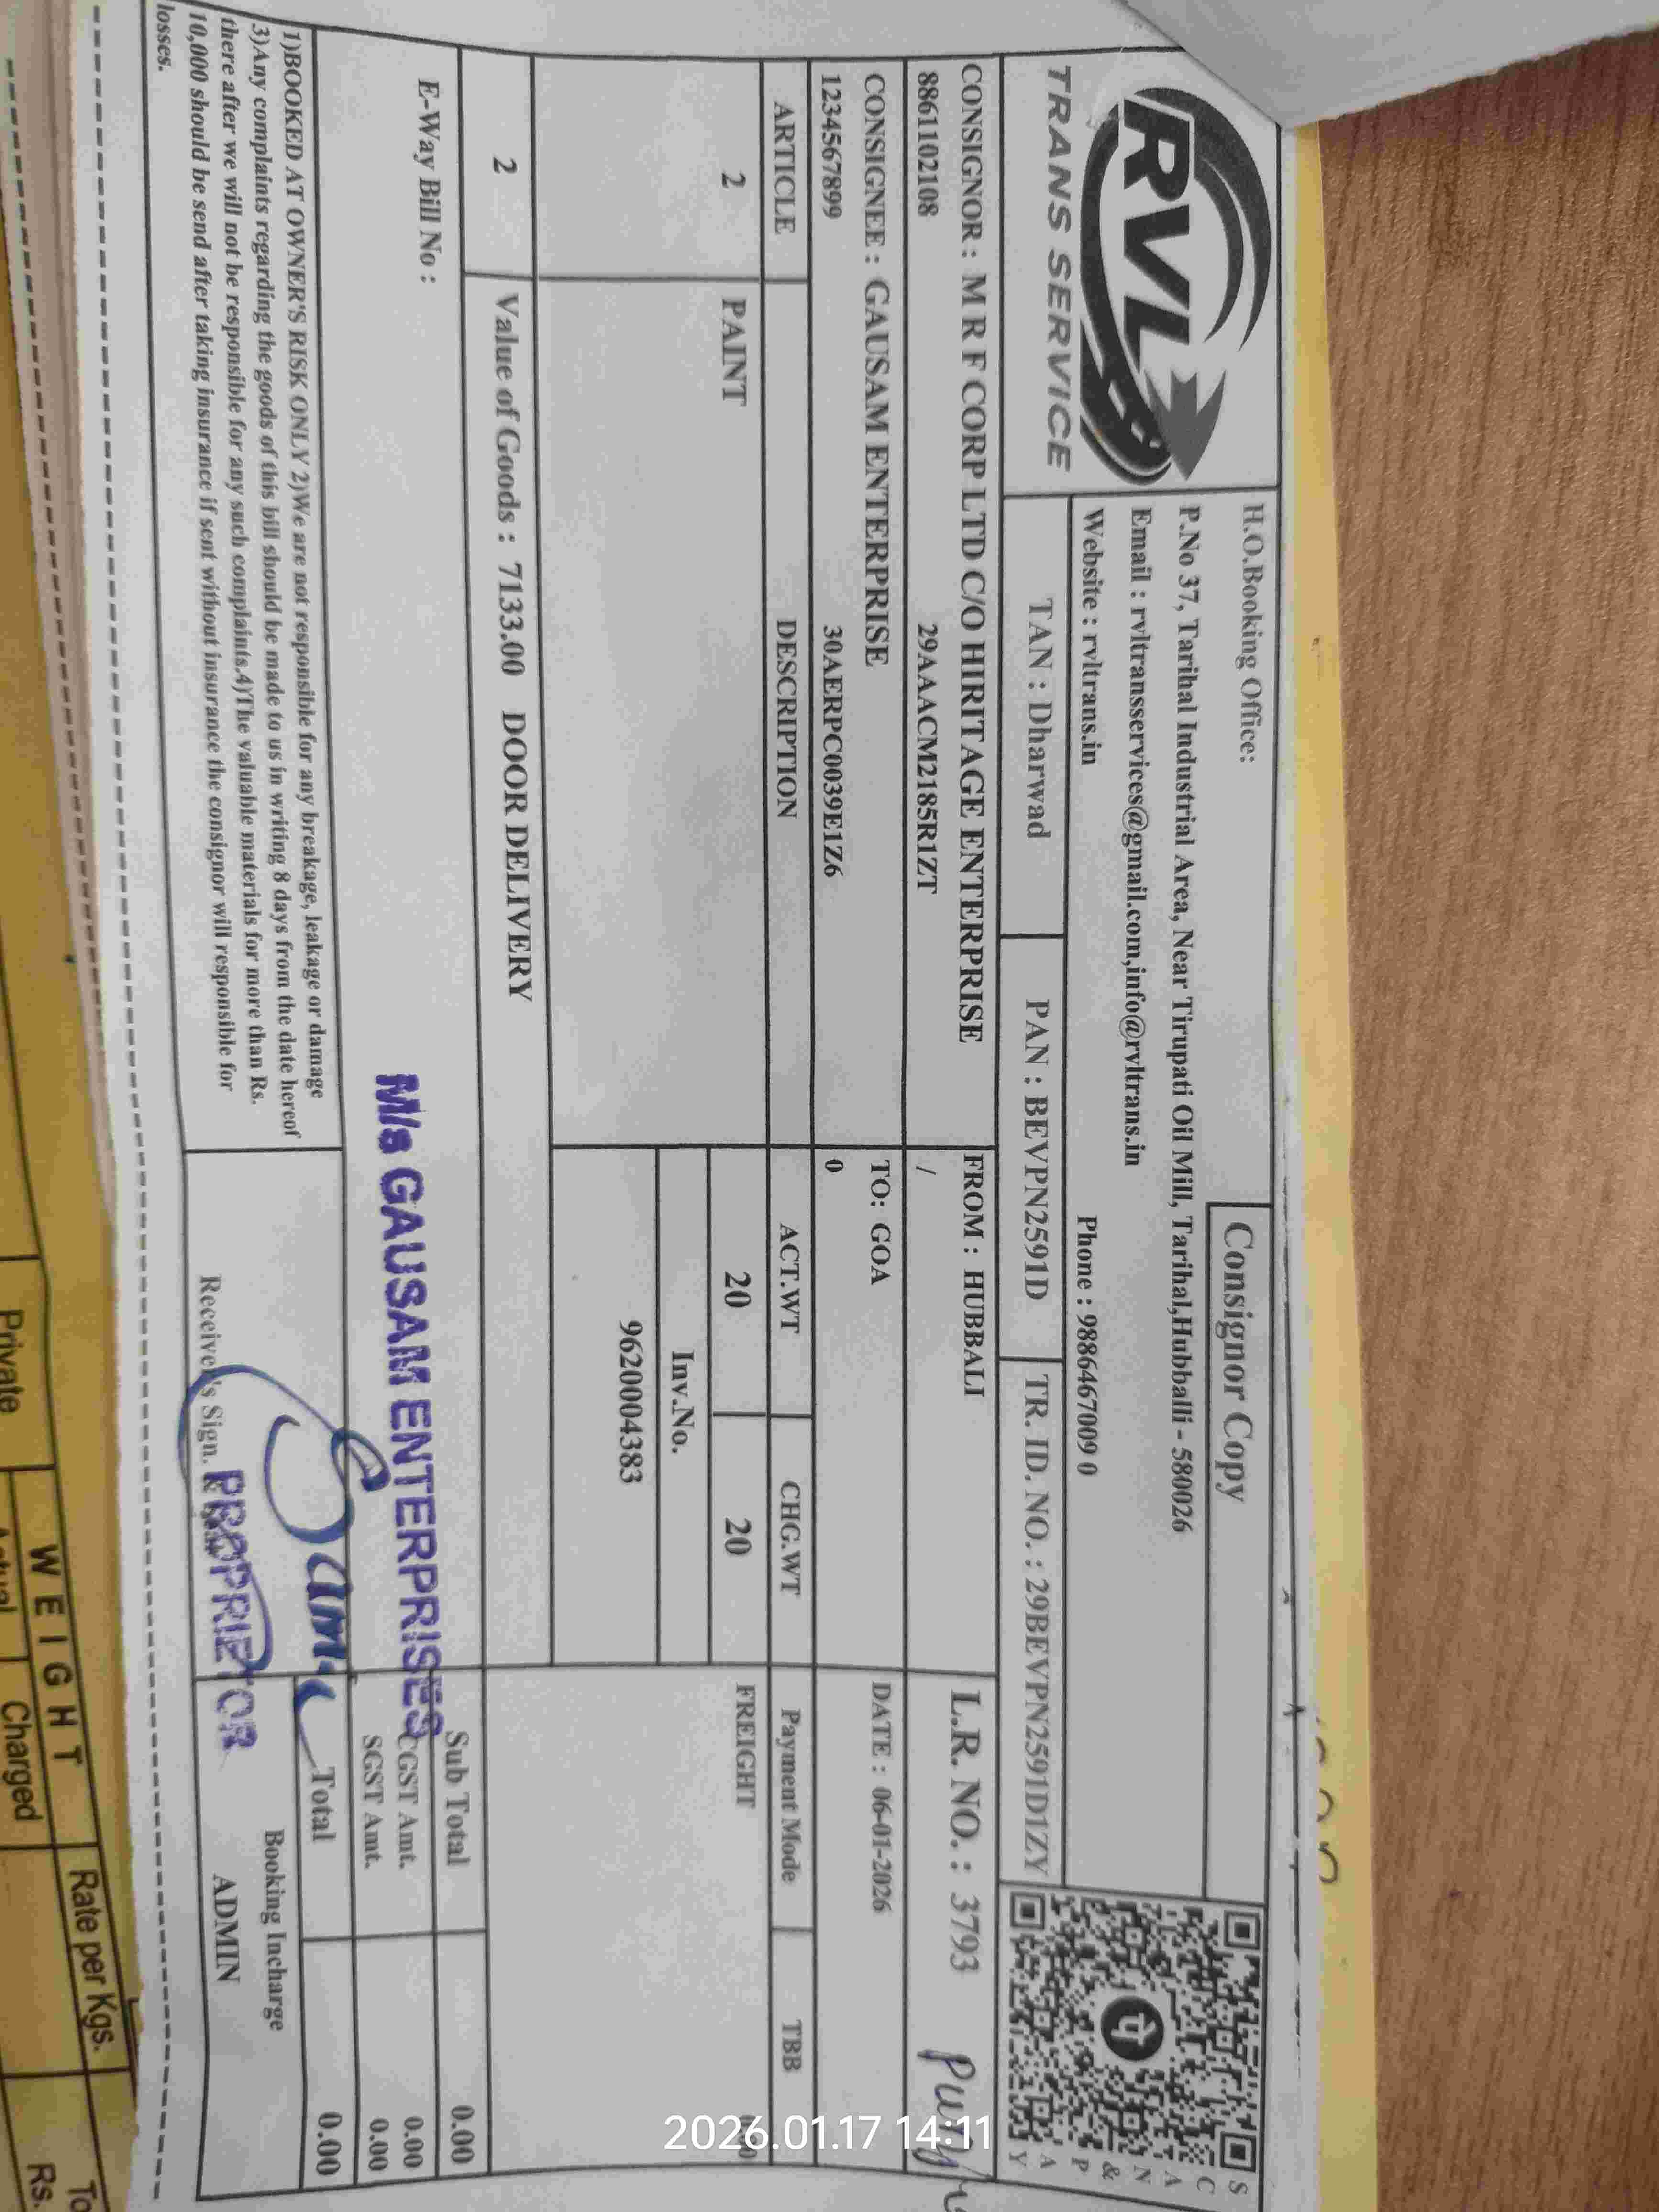 RVL
TRANS SERVICE
H.O.Booking Office:
Consignor Copy
P.No 37, Tarihal Industrial Area, Near Tirupati Oil Mill, Tarihal,Hubballi - 580026
Email : rvltransservices@gmail.com,info@rvltrans.in
Website : rvltrans.in
Phone : 9886467009 0
SCAN & PAY
TAN : Dharwad
PAN : BEVPN2591D
TR. ID. NO. : 29BEVPN2591D1ZY
CONSIGNOR : M R F CORP LTD C/O HIRITAGE ENTERPRISE
FROM : HUBBALI
L.R. NO. : 3793
8861102108
29AAACM2185R1ZT
/
CONSIGNEE : GAUSAM ENTERPRISE
TO: GOA
DATE : 06-01-2026
1234567899
30AERPC0039E1Z6
0
ARTICLE
DESCRIPTION
ACT.WT
CHG.WT
Payment Mode
TBB
2
PAINT
20
20
FREIGHT
Inv.No.
9620004383
2
Value of Goods : 7133.00 DOOR DELIVERY
Sub Total
0.00
E-Way Bill No :
M/s GAUSAM ENTERPRISES
CGST Amt.
0.00
SGST Amt.
0.00
Total
0.00
1)BOOKED AT OWNER'S RISK ONLY 2)We are not responsible for any breakage, leakage or damage
3)Any complaints regarding the goods of this bill should be made to us in writing 8 days from the date hereof
there after we will not be responsible for any such complaints.4)The valuable materials for more than Rs.
10,000 should be send after taking insurance if sent without insurance the consignor will responsible for
losses.
Receiver's Sign. &
PROPRIETOR
Booking Incharge
ADMIN
WEIGHT
Rate per Kgs.
Private
Charged
Rs.
2026.01.17 14:11